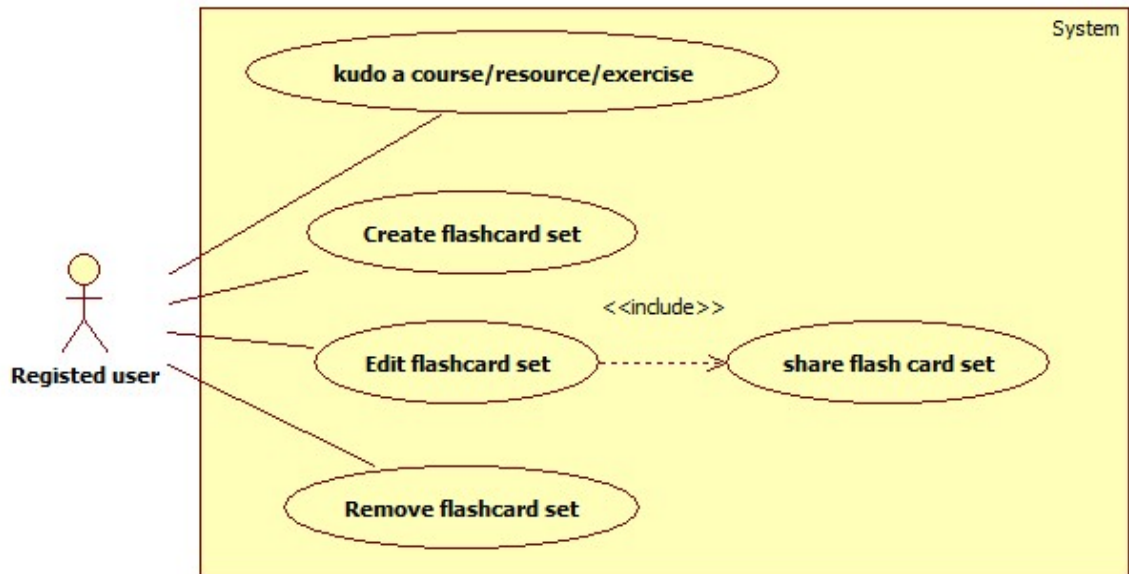 System
kudo a course/resource/exercise
Create flashcard set
<<include>>
Edit flashcard set
share flash card set
Registed user
Remove flashcard set